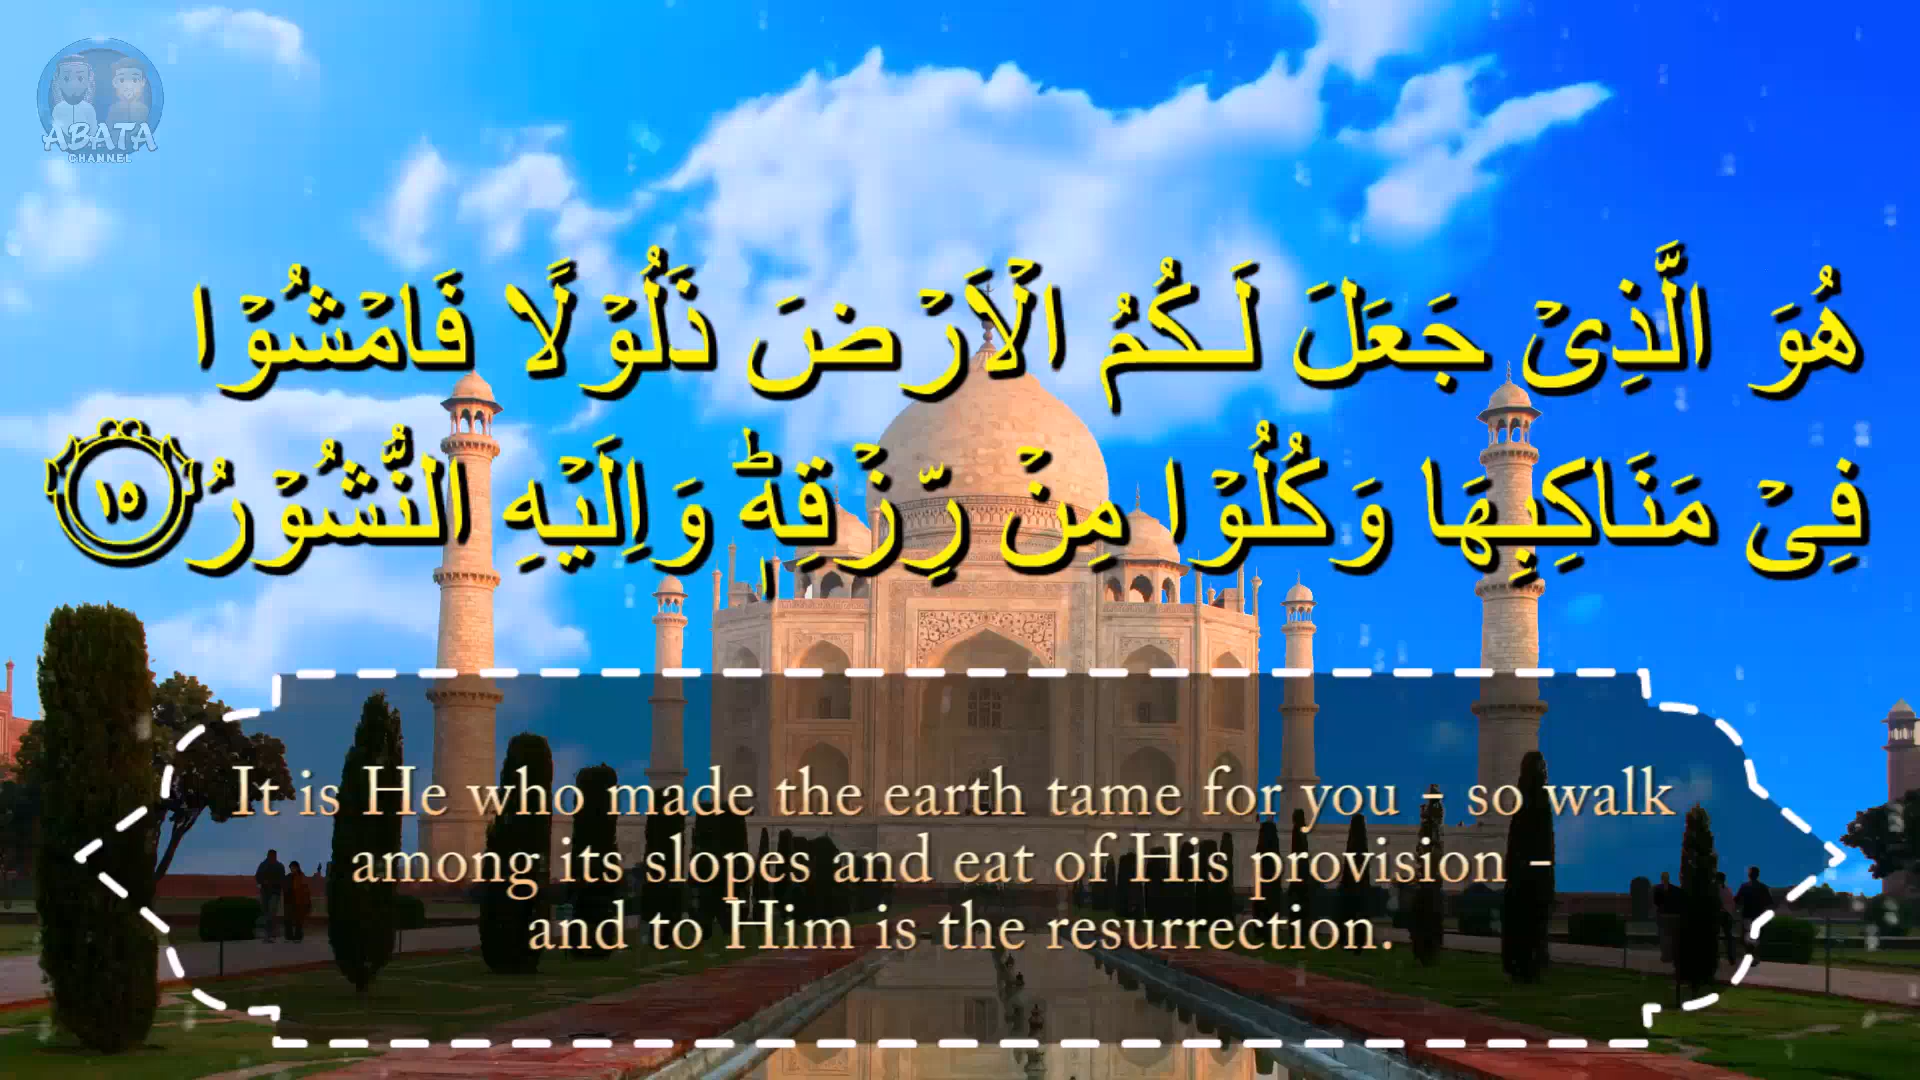 ABATA
CHANNEL
هُوَ الَّذِىْ جَعَلَ لَـكُمُ الْاَرْضَ ذَلُوْلًا فَامْشُوْا
فِىْ مَنَاكِبِهَا وَكُلُوْا مِنْ رِّزْقِهٖ‌ؕ وَاِلَيْهِ النُّشُوْرُ ١٥
It is He who made the earth tame for you - so walk
among its slopes and eat of His provision -
and to Him is the resurrection.